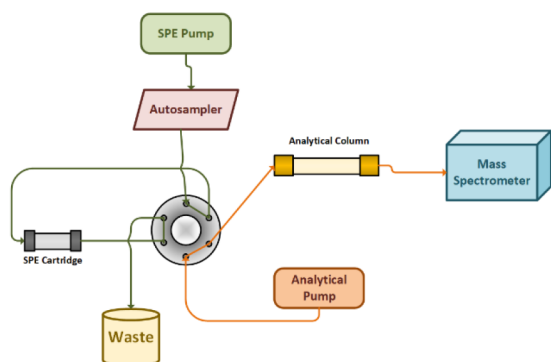 SPE Pump
Autosampler
Analytical Column
Mass
Spectrometer
SPE Cartridge
Analytical
Pump
Waste